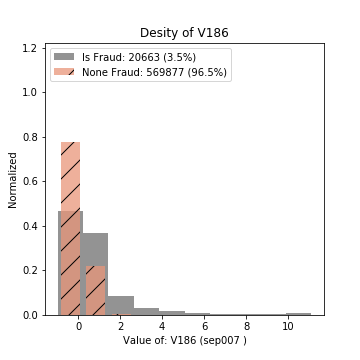 Desity of V186
Is Fraud: 20663 (3.5%)
None Fraud: 569877 (96.5%)
1.2
1.0
0.8
0.6
0.4
0.2
0.0
Normalized
0 2 4 6 8 10
Value of: V186 (sep007 )